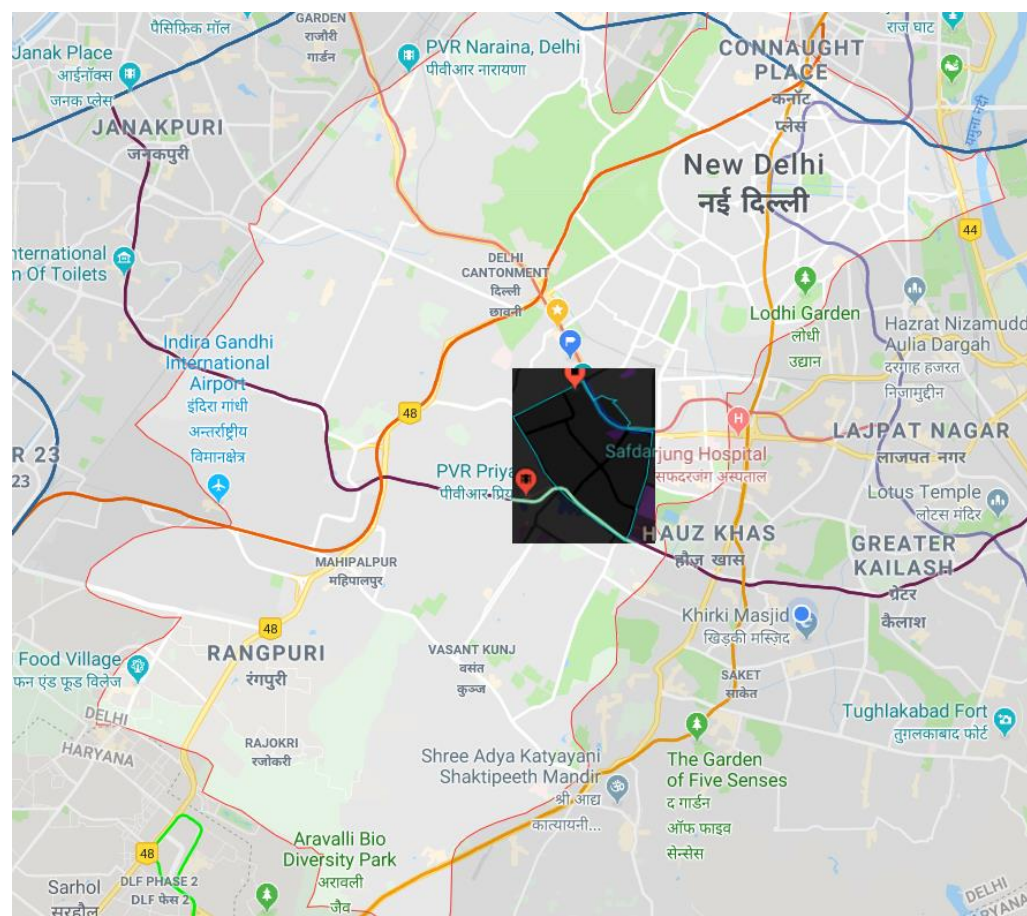 GARDEN
राजौरी
गार्डन
पैसिफ़िक मॉल
Janak Place
आईनॉक्स
जनक प्लेस
JANAKPURI
जनकपुरी
PVR Naraina, Delhi
पीवीआर नारायणा
CONNAUGHT
PLACE
कनॉट
प्लेस
राज घाट
यमुना नदी
New Delhi
नई दिल्ली
44
nternational
m Of Toilets
DELHI
CANTONMENT
दिल्ली
छावनी
Lodhi Garden
लोधी
उद्यान
Hazrat Nizamudd
Aulia Dargah
दरगाह हजरत
निजामुद्दीन
Indira Gandhi
International
Airport
इंदिरा गांधी
अन्तर्राष्ट्रीय
विमानक्षेत्र
48
R 23
23
PVR Priya
पीवीआर प्रिय
Safdarjung Hospital
सफदरजंग अस्पताल
H
LAJPAT NAGAR
लाजपत नगर
Lotus Temple
लोटस मंदिर
HAUZ KHAS
हौज़ खास
GREATER
KAILASH
ग्रेटर
कैलाश
MAHIPALPUR
महिपालपुर
48
Khirki Masjid
खिड़की मस्ज़िद
RANGPURI
रंगपुरी
VASANT KUNJ
वसंत
कुञ्ज
SAKET
साकेत
Food Village
फन एंड फूड विलेज
DELHI
HARYANA
RAJOKRI
रजोकरी
Tughlakabad Fort
तुग़लकाबाद फोर्ट
Shree Adya Katyayani
Shaktipeeth Mandir
श्री आद्य
कात्यायनी...
The Garden
of Five Senses
द गार्डन
ऑफ फाइव
सेन्सेस
48
Aravalli Bio
Diversity Park
अरावली
जैव
DLF PHASE 2
DLF फेस 2
Sarhol
सरहौल
DELHI
HARYANA